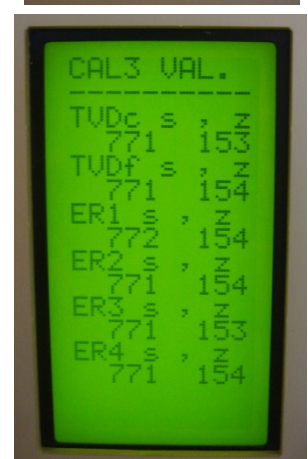 CAL3 VAL.
----------
TVDc s , z
771 153
TVDf s , z
771 154
ER1 s , z
772 154
ER2 s , z
771 154
ER3 s , z
771 153
ER4 s , z
771 154